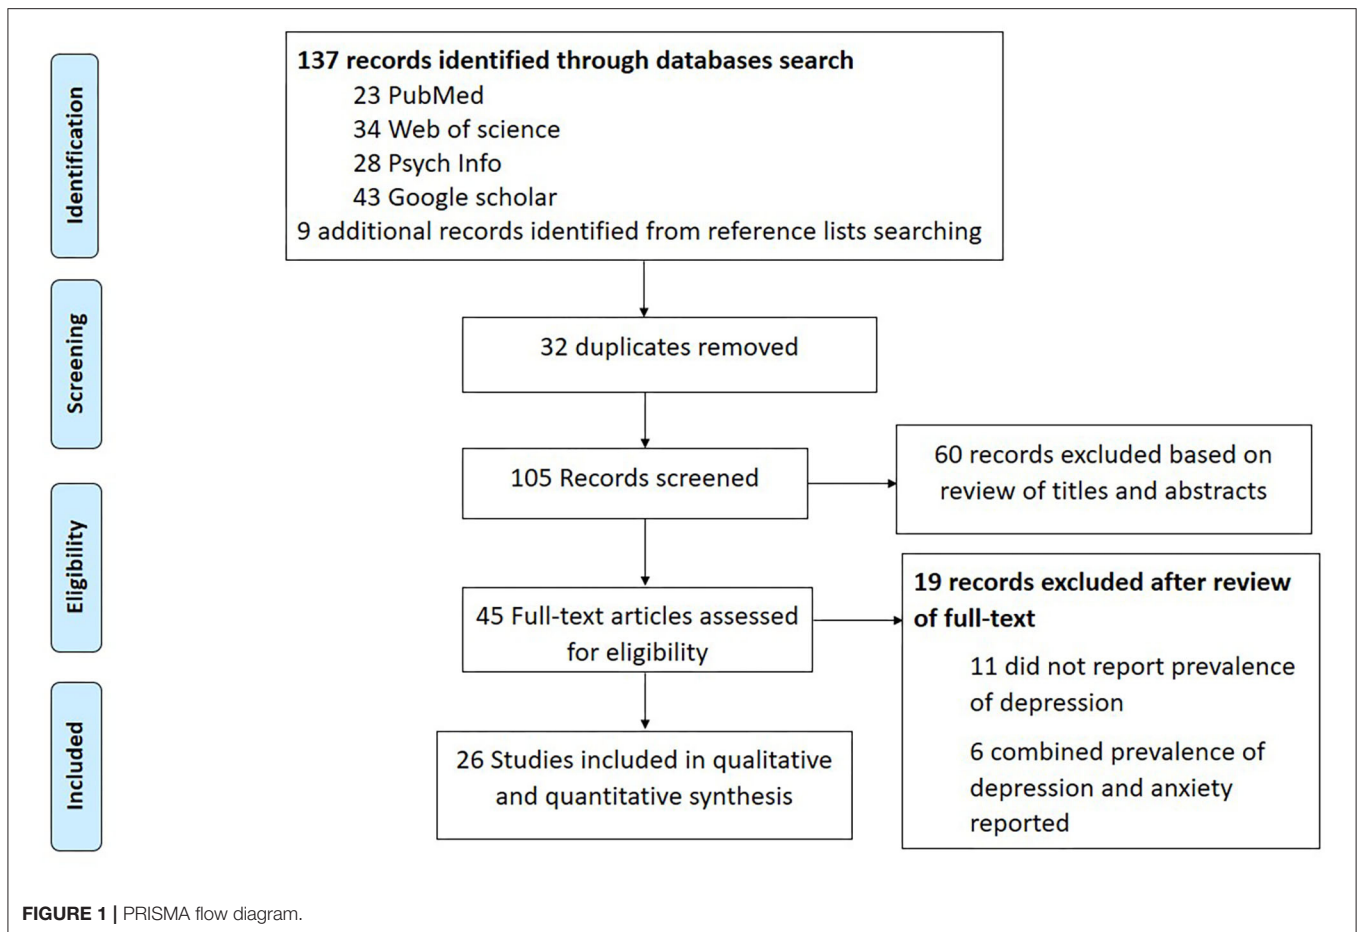 Identification
137 records identified through databases search
23 PubMed
34 Web of science
28 Psych Info
43 Google scholar
9 additional records identified from reference lists searching
Screening
32 duplicates removed
105 Records screened
60 records excluded based on
review of titles and abstracts
Eligibility
45 Full-text articles assessed
for eligibility
19 records excluded after review
of full-text
11 did not report prevalence
of depression
6 combined prevalence of
depression and anxiety
reported
Included
26 Studies included in qualitative
and quantitative synthesis
FIGURE 1 | PRISMA flow diagram.